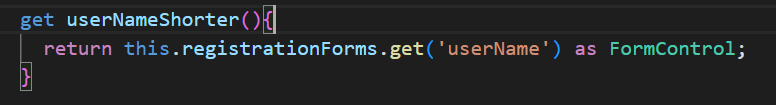 get userNameShorter(){
return this.registrationForms.get('userName') as FormControl;
}